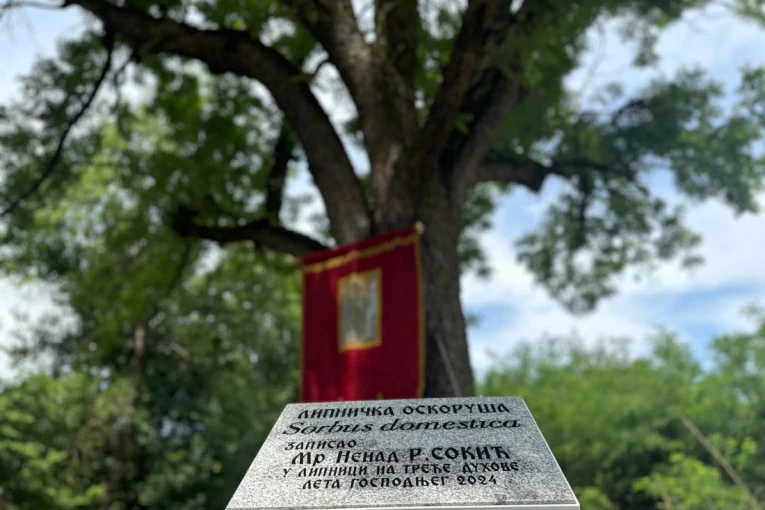 ЛИПНИЧКА ОСКОРУША
Sorbus domestica
ЗАПИСАО
Мр Ненад Р. СОКИЋ
У ЛИПНИЦИ НА ТРЕЋЕ ДУХОВЕ
ЛЕТА ГОСПОДЊЕГ 2024